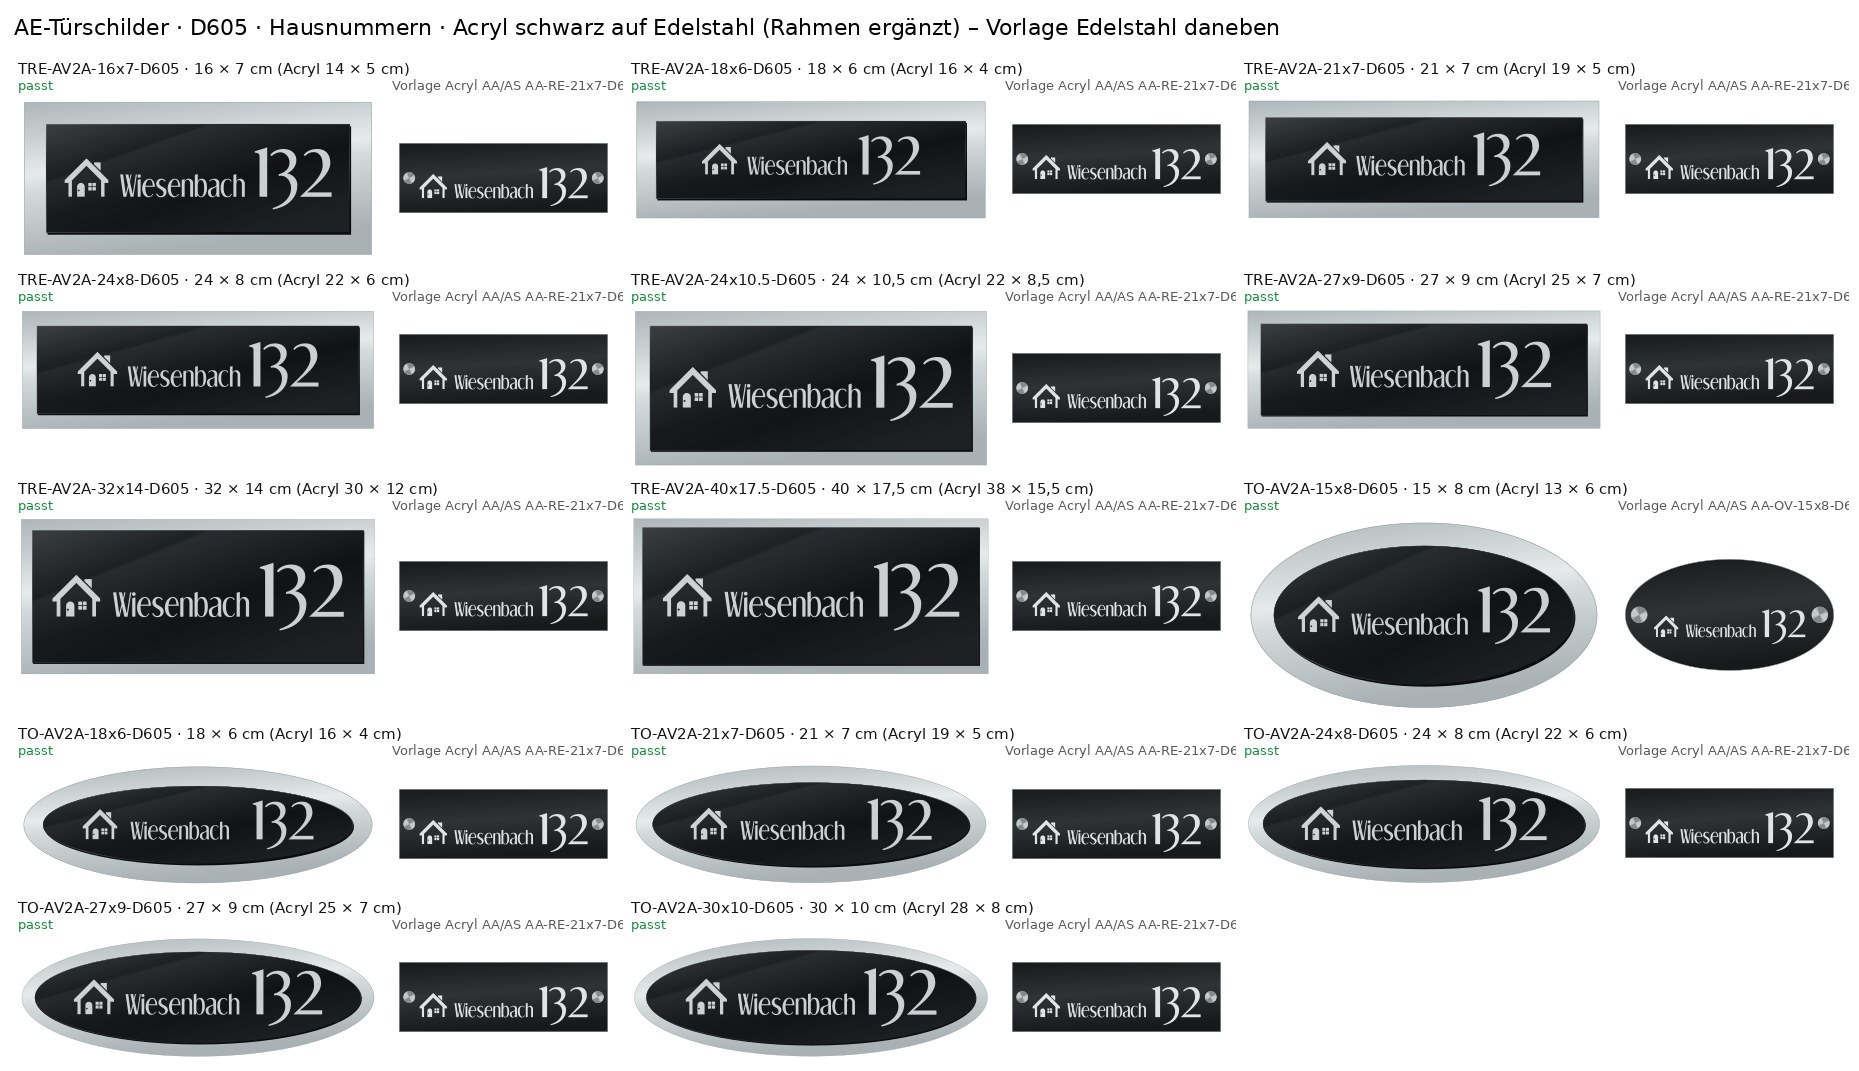 AE-Türschilder · D605 · Hausnummern · Acryl schwarz auf Edelstahl (Rahmen ergänzt) – Vorlage Edelstahl daneben
TRE-AV2A-16x7-D605 · 16 × 7 cm (Acryl 14 × 5 cm)
passt
Vorlage Acryl AA/AS AA-RE-21x7-D6
Wiesenbach 132
Wiesenbach 132
TRE-AV2A-18x6-D605 · 18 × 6 cm (Acryl 16 × 4 cm)
passt
Vorlage Acryl AA/AS AA-RE-21x7-D6
Wiesenbach 132
Wiesenbach 132
TRE-AV2A-21x7-D605 · 21 × 7 cm (Acryl 19 × 5 cm)
passt
Vorlage Acryl AA/AS AA-RE-21x7-D6
Wiesenbach 132
Wiesenbach 132
TRE-AV2A-24x8-D605 · 24 × 8 cm (Acryl 22 × 6 cm)
passt
Vorlage Acryl AA/AS AA-RE-21x7-D6
Wiesenbach 132
Wiesenbach 132
TRE-AV2A-24x10.5-D605 · 24 × 10,5 cm (Acryl 22 × 8,5 cm)
passt
Vorlage Acryl AA/AS AA-RE-21x7-D6
Wiesenbach 132
Wiesenbach 132
TRE-AV2A-27x9-D605 · 27 × 9 cm (Acryl 25 × 7 cm)
passt
Vorlage Acryl AA/AS AA-RE-21x7-D6
Wiesenbach 132
Wiesenbach 132
TRE-AV2A-32x14-D605 · 32 × 14 cm (Acryl 30 × 12 cm)
passt
Vorlage Acryl AA/AS AA-RE-21x7-D6
Wiesenbach 132
Wiesenbach 132
TRE-AV2A-40x17.5-D605 · 40 × 17,5 cm (Acryl 38 × 15,5 cm)
passt
Vorlage Acryl AA/AS AA-RE-21x7-D6
Wiesenbach 132
Wiesenbach 132
TO-AV2A-15x8-D605 · 15 × 8 cm (Acryl 13 × 6 cm)
passt
Vorlage Acryl AA/AS AA-OV-15x8-D6
Wiesenbach 132
Wiesenbach 132
TO-AV2A-18x6-D605 · 18 × 6 cm (Acryl 16 × 4 cm)
passt
Vorlage Acryl AA/AS AA-RE-21x7-D6
Wiesenbach 132
Wiesenbach 132
TO-AV2A-21x7-D605 · 21 × 7 cm (Acryl 19 × 5 cm)
passt
Vorlage Acryl AA/AS AA-RE-21x7-D6
Wiesenbach 132
Wiesenbach 132
TO-AV2A-24x8-D605 · 24 × 8 cm (Acryl 22 × 6 cm)
passt
Vorlage Acryl AA/AS AA-RE-21x7-D6
Wiesenbach 132
Wiesenbach 132
TO-AV2A-27x9-D605 · 27 × 9 cm (Acryl 25 × 7 cm)
passt
Vorlage Acryl AA/AS AA-RE-21x7-D6
Wiesenbach 132
Wiesenbach 132
TO-AV2A-30x10-D605 · 30 × 10 cm (Acryl 28 × 8 cm)
passt
Vorlage Acryl AA/AS AA-RE-21x7-D6
Wiesenbach 132
Wiesenbach 132